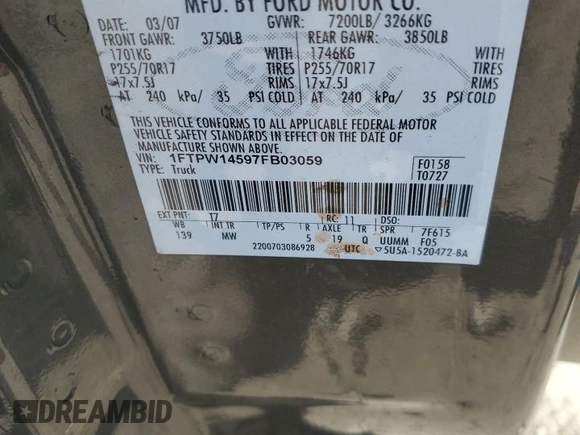 MFD. BY FORD MOTOR CO.
DATE: 03/07 GVWR: 7200LB/ 3266KG
FRONT GAWR: 3750LB REAR GAWR: 3850LB
1701KG WITH 1746KG WITH
P255/70R17 TIRES P255/70R17 TIRES
17x7.5J RIMS 17x7.5J RIMS
AT 240 kPa/ 35 PSI COLD AT 240 kPa/ 35 PSI COLD
THIS VEHICLE CONFORMS TO ALL APPLICABLE FEDERAL MOTOR
VEHICLE SAFETY STANDARDS IN EFFECT ON THE DATE OF
MANUFACTURE SHOWN ABOVE.
VIN: 1FTPW14597FB03059 F0158
TYPE: Truck T0727
EXT PNT: T7 RC: 11 DSO:
WB INT TR TP/PS R AXLE TR SPR 7F615
139 MW 5 19 Q UUMM F05
2200703086928 UTC ▽5U5A-1520472-BA
DREAMBID